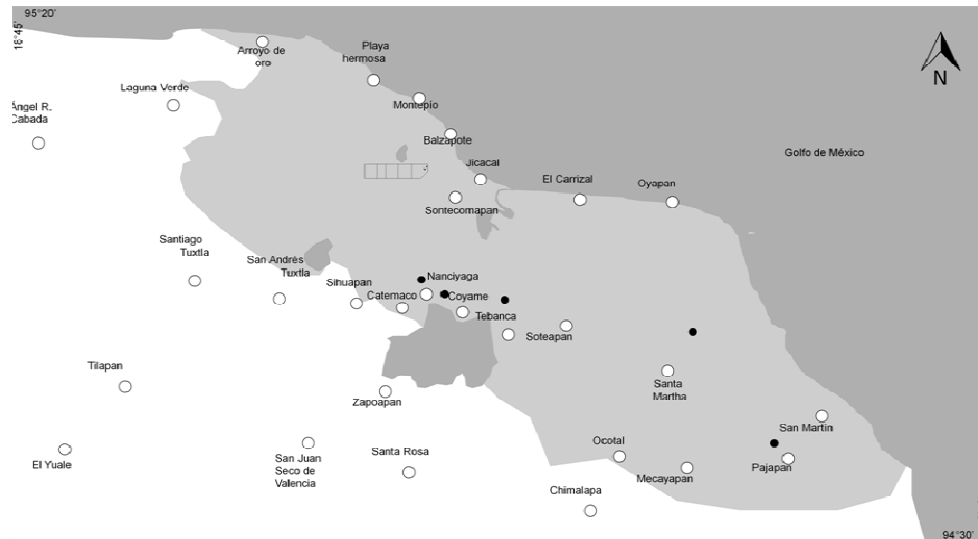 95°20'
18°45'
Arroyo de
oro
Playa
hermosa
Laguna Verde
Montepío
Ángel R.
Cabada
Balzapote
Golfo de México
N
Jicacal
El Carrizal
Oyapan
Sontecomapan
Santiago
Tuxtla
San Andrés
Tuxtla
Sihuapan
Nanciyaga
Catemaco
Coyame
Tebanca
Soteapan
Tilapan
Zapoapan
Santa
Martha
San Martín
El Yuale
San Juan
Seco de
Valencia
Santa Rosa
Ocotal
Mecayapan
Pajapan
Chimalapa
94°30'